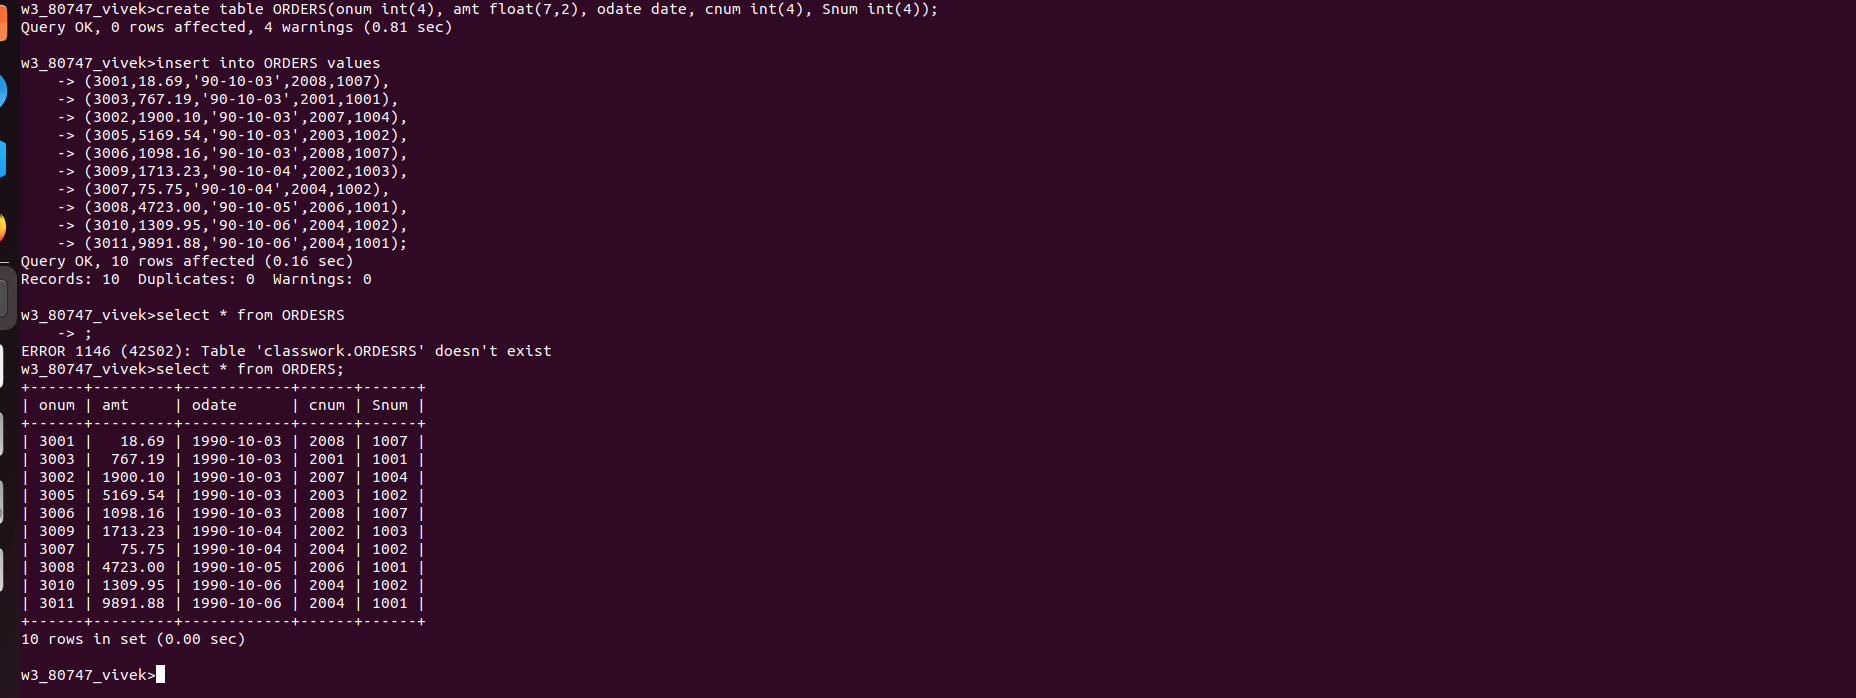 w3_80747_vivek>create table ORDERS(onum int(4), amt float(7,2), odate date, cnum int(4), Snum int(4));
Query OK, 0 rows affected, 4 warnings (0.81 sec)

w3_80747_vivek>insert into ORDERS values
    -> (3001,18.69,'90-10-03',2008,1007),
    -> (3003,767.19,'90-10-03',2001,1001),
    -> (3002,1900.10,'90-10-03',2007,1004),
    -> (3005,5169.54,'90-10-03',2003,1002),
    -> (3006,1098.16,'90-10-03',2008,1007),
    -> (3009,1713.23,'90-10-04',2002,1003),
    -> (3007,75.75,'90-10-04',2004,1002),
    -> (3008,4723.00,'90-10-05',2006,1001),
    -> (3010,1309.95,'90-10-06',2004,1002),
    -> (3011,9891.88,'90-10-06',2004,1001);
Query OK, 10 rows affected (0.16 sec)
Records: 10  Duplicates: 0  Warnings: 0

w3_80747_vivek>select * from ORDESRS
    -> ;
ERROR 1146 (42S02): Table 'classwork.ORDESRS' doesn't exist
w3_80747_vivek>select * from ORDERS;
+------+---------+------------+------+------+
| onum | amt     | odate      | cnum | Snum |
+------+---------+------------+------+------+
| 3001 |   18.69 | 1990-10-03 | 2008 | 1007 |
| 3003 |  767.19 | 1990-10-03 | 2001 | 1001 |
| 3002 | 1900.10 | 1990-10-03 | 2007 | 1004 |
| 3005 | 5169.54 | 1990-10-03 | 2003 | 1002 |
| 3006 | 1098.16 | 1990-10-03 | 2008 | 1007 |
| 3009 | 1713.23 | 1990-10-04 | 2002 | 1003 |
| 3007 |   75.75 | 1990-10-04 | 2004 | 1002 |
| 3008 | 4723.00 | 1990-10-05 | 2006 | 1001 |
| 3010 | 1309.95 | 1990-10-06 | 2004 | 1002 |
| 3011 | 9891.88 | 1990-10-06 | 2004 | 1001 |
+------+---------+------------+------+------+
10 rows in set (0.00 sec)

w3_80747_vivek>